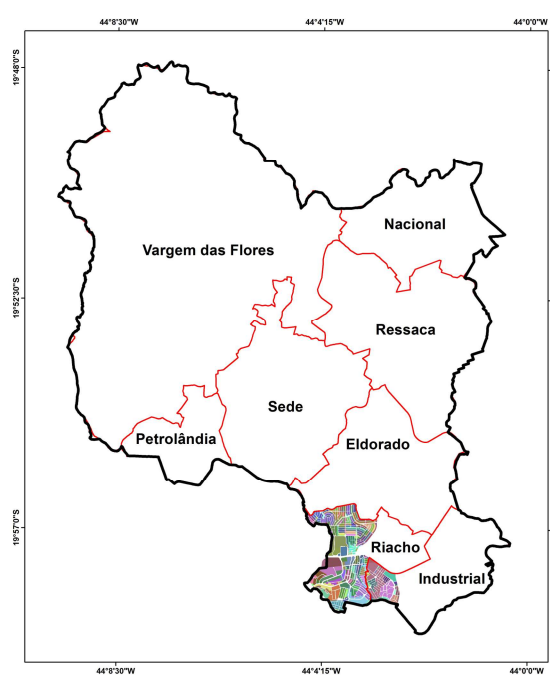 44°8'30"W 44°4'15"W 44°0'0"W
19°48'0"S
Nacional
Vargem das Flores
19°52'30"S
Ressaca
Sede
Petrolândia
Eldorado
19°57'0"S
Riacho
Industrial
44°8'30"W 44°4'15"W 44°0'0"W